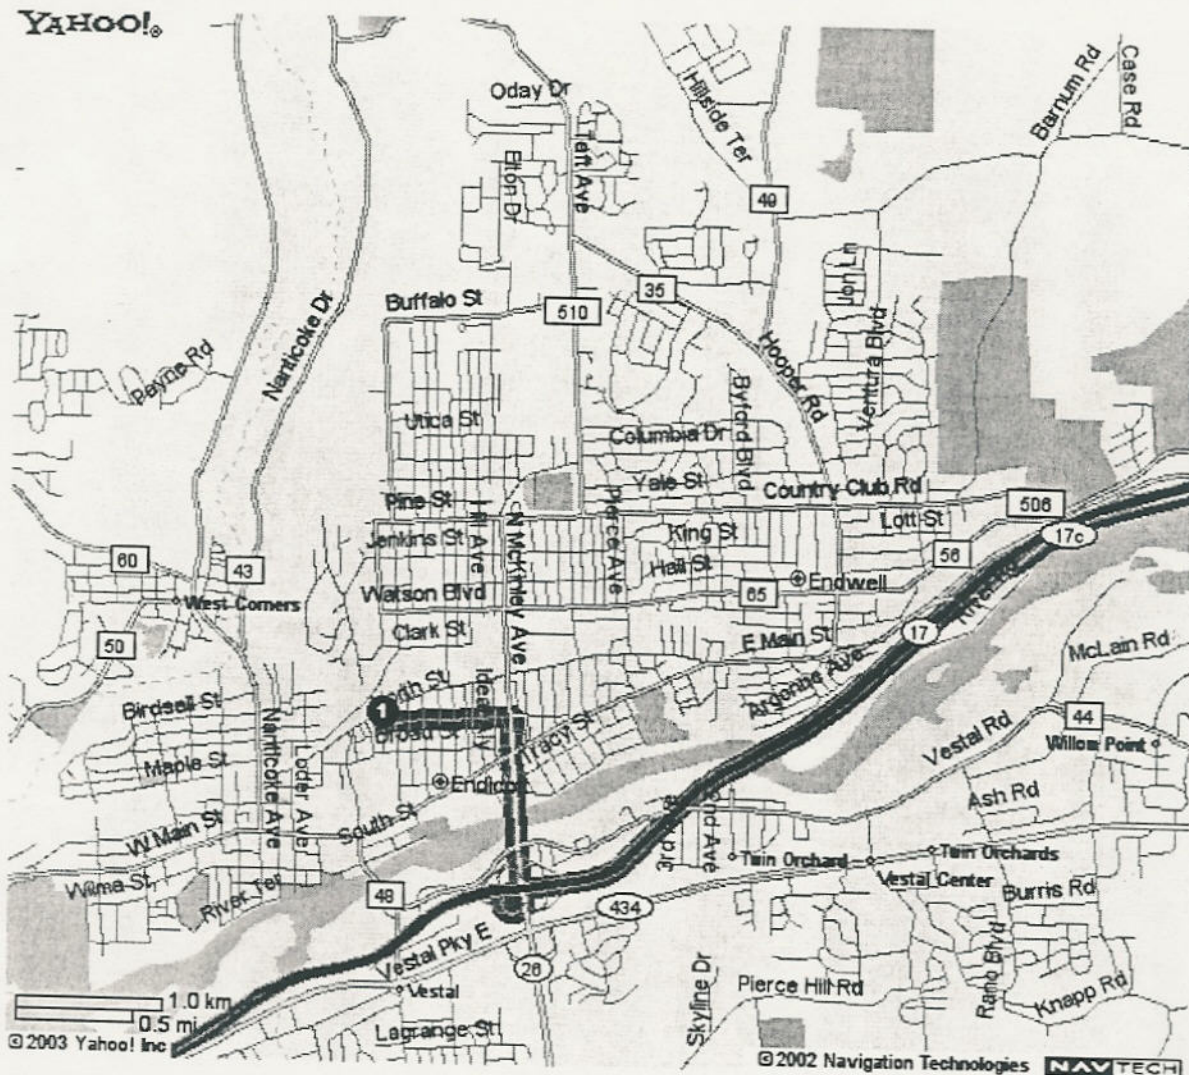 YAHOO!®
Oday Dr
Hillside Ter
Barnum Rd
Case Rd
Taft Ave
Elton Dr
49
Jon Ln
Buffalo St
510
35
Nanticoke Dr
Payne Rd
Hooper Rd
Ventura Blvd
Utica St
Columbia Dr
Byford Blvd
Yale St
Country Club Rd
Pine St
Hill Ave
N McKinley Ave
Pierce Ave
506
Lott St
17c
Jenkins St
King St
56
60
43
Hall St
Endwell
Watson Blvd
65
West Corners
River Rd
Clark St
E Main St
17
50
McLain Rd
Argonne Ave
Birdsall St
1
Broad St
Tracy St
44
Vestal Rd
Willow Point
Nanticoke Ave
Loder Ave
Maple St
Endicott
Ash Rd
W Main St
South St
3rd
Ave
Twin Orchard
Twin Orchards
Vestal Center
Wilma St
River Ter
48
434
Burris Rd
Vestal Pky E
26
Vestal
Skyline Dr
Pierce Hill Rd
Rano Blvd
Knapp Rd
1.0 km
0.5 mi
Lagrange St
©2003 Yahoo! Inc
©2002 Navigation Technologies
NAVTECH